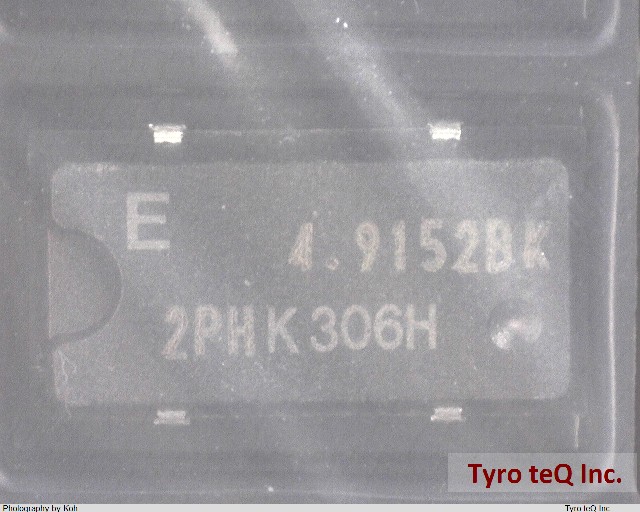 E
4.9152BK
2PHK306H
Tyro teQ Inc.
Photography by Koh
Tyro teQ Inc.